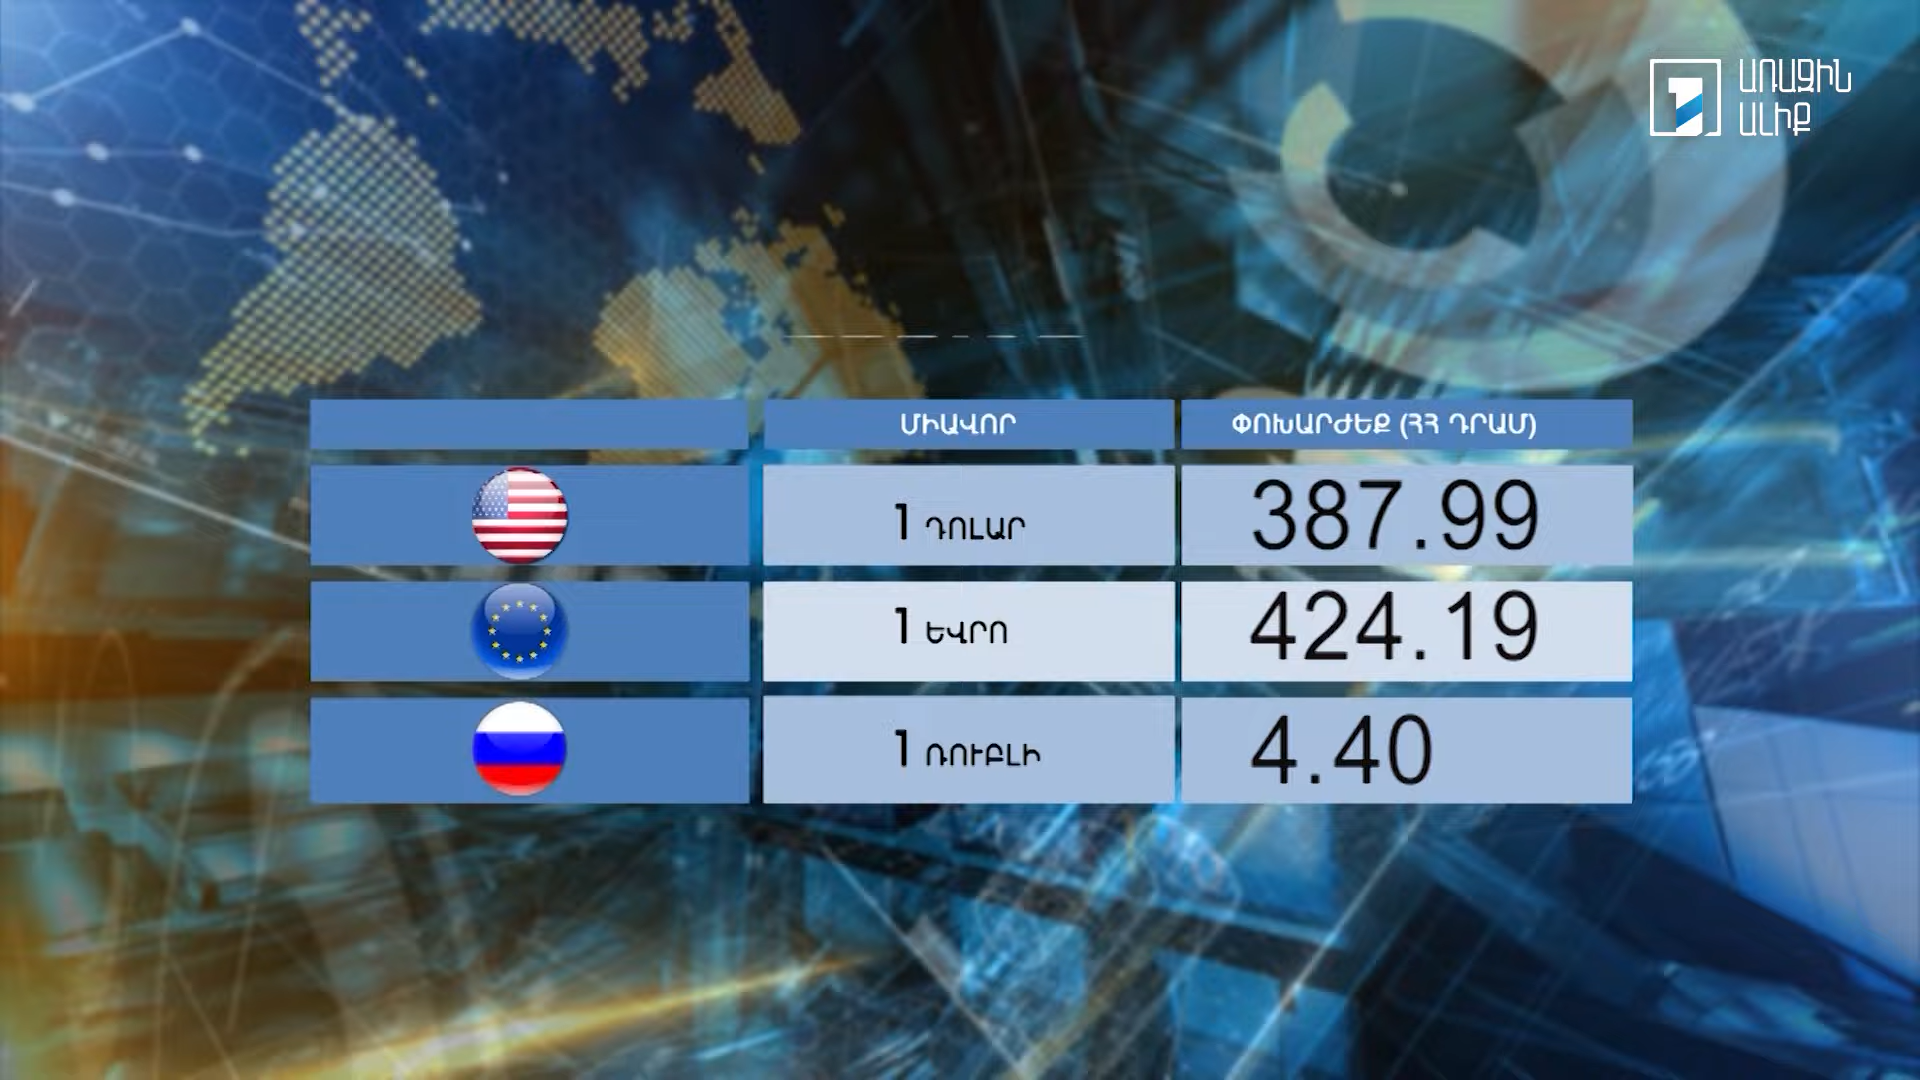 ԱՌԱՋԻՆ
ԱԼԻՔ
ՄԻԱՎՈՐ
ՓՈԽԱՐԺԵՔ (ՀՀ ԴՐԱՄ)
1 ԴՈԼԱՐ
387.99
1 ԵՎՐՈ
424.19
1 ՌՈՒԲԼԻ
4.40